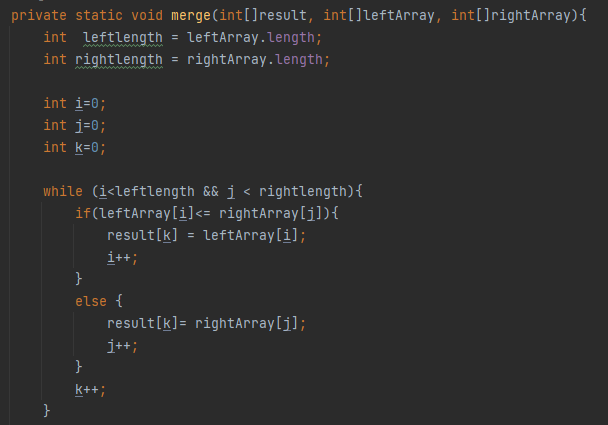 private static void merge(int[]result, int[]leftArray, int[]rightArray){
    int  leftlength = leftArray.length;
    int rightlength = rightArray.length;

    int i=0;
    int j=0;
    int k=0;

    while (i<leftlength && j < rightlength){
        if(leftArray[i]<= rightArray[j]){
            result[k] = leftArray[i];
            i++;
        }
        else {
            result[k]= rightArray[j];
            j++;
        }
        k++;
    }